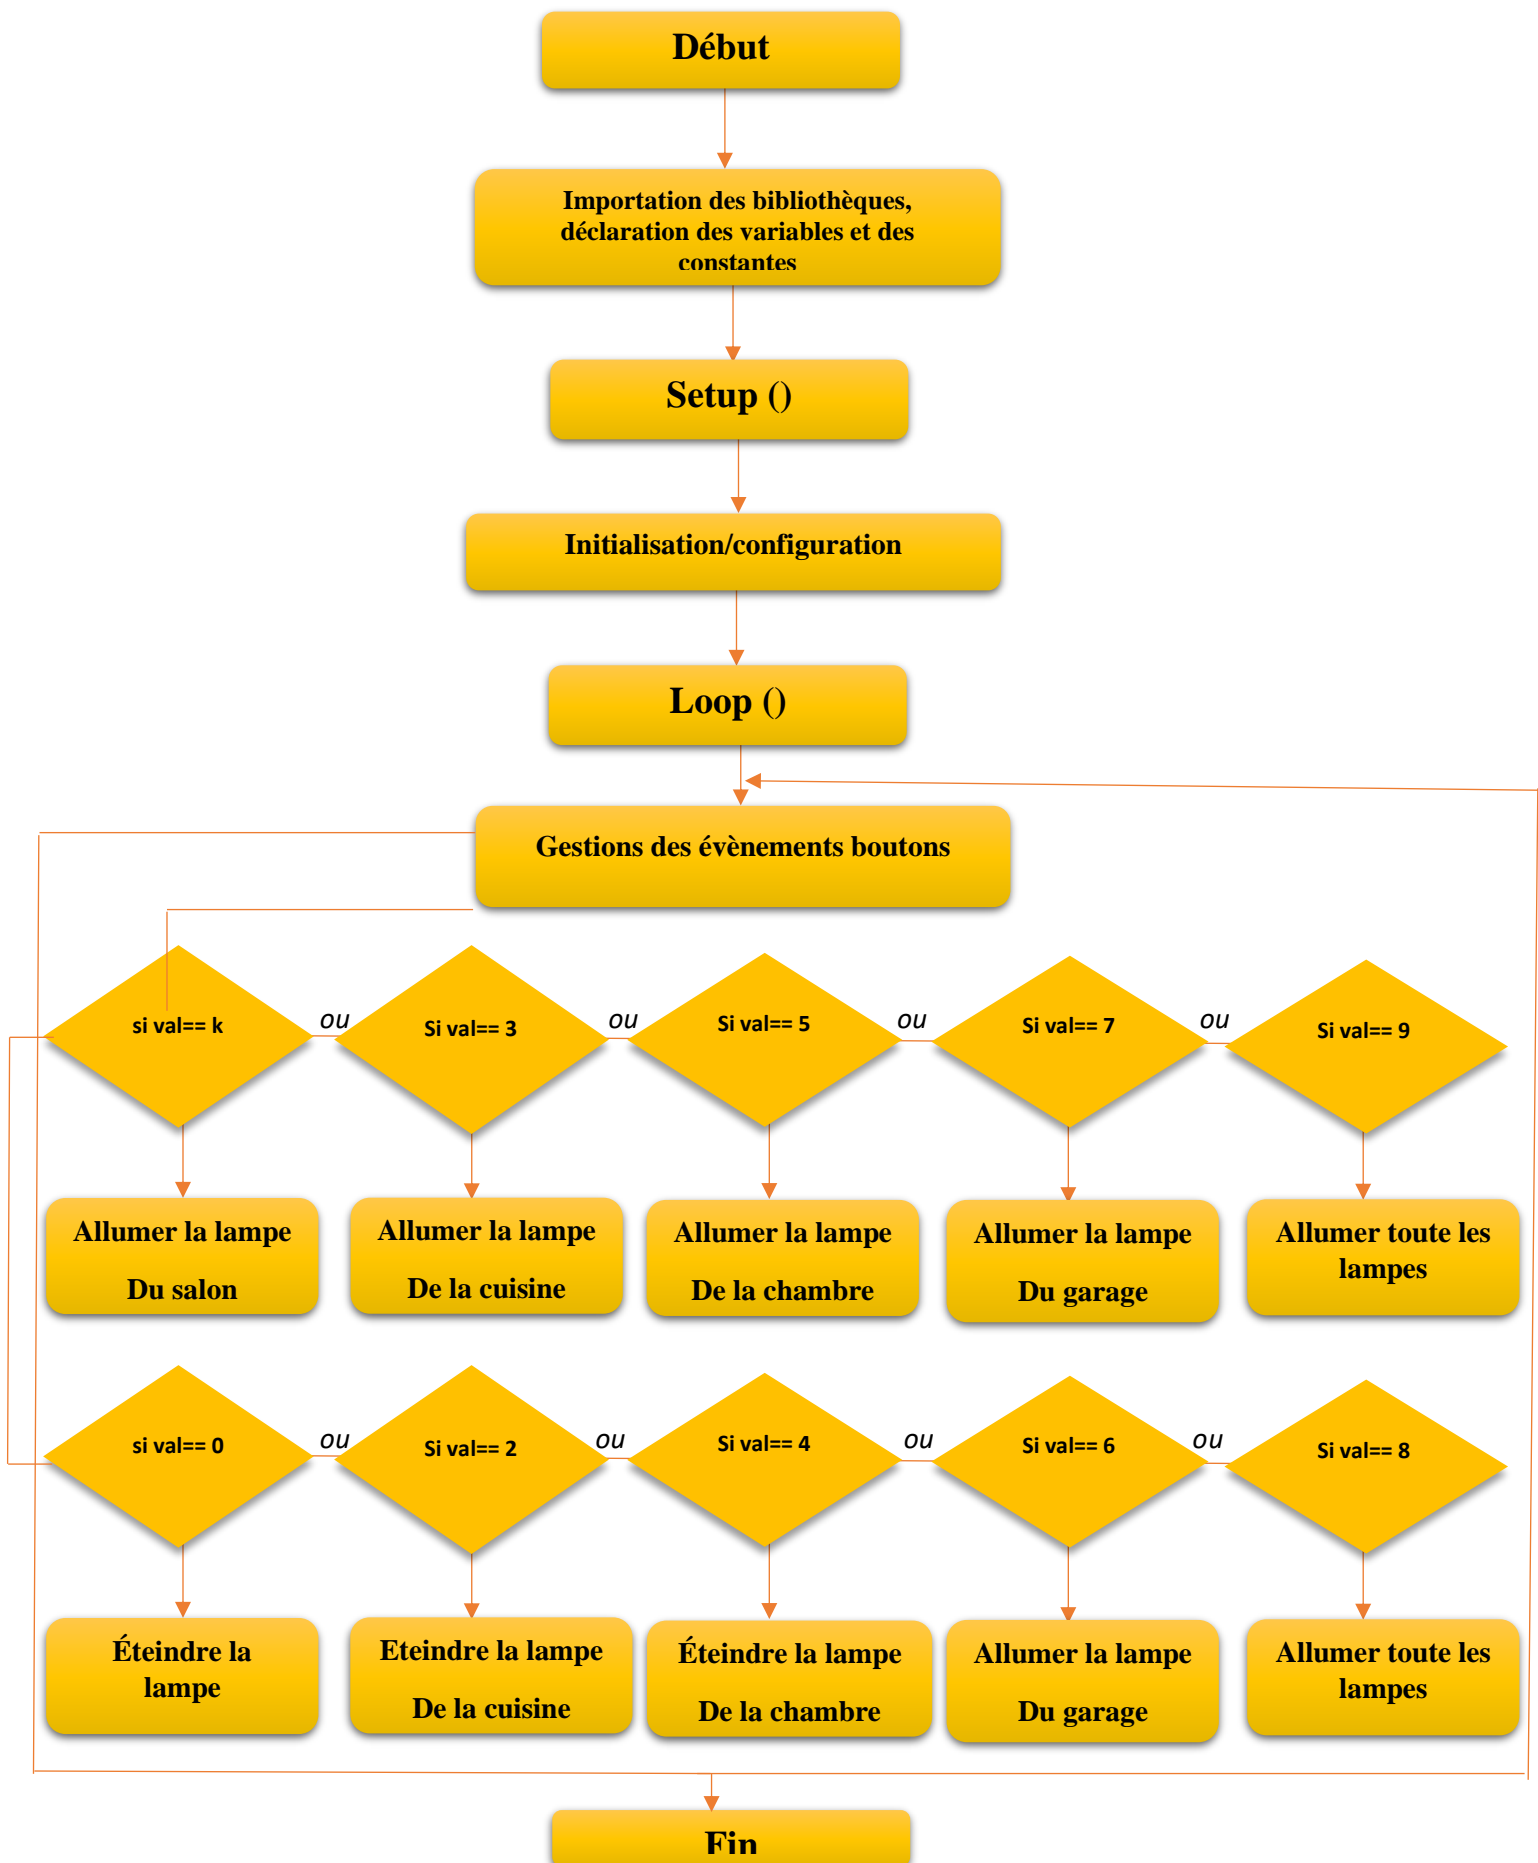 Début
Importation des bibliothèques,
déclaration des variables et des
constantes
Setup ()
Initialisation/configuration
Loop ()
Gestions des évènements boutons
si val== k
ou
Si val== 3
ou
Si val== 5
ou
Si val== 7
ou
Si val== 9
Allumer la lampe
Du salon
Allumer la lampe
De la cuisine
Allumer la lampe
De la chambre
Allumer la lampe
Du garage
Allumer toute les
lampes
si val== 0
ou
Si val== 2
ou
Si val== 4
ou
Si val== 6
ou
Si val== 8
Éteindre la
lampe
Eteindre la lampe
De la cuisine
Éteindre la lampe
De la chambre
Allumer la lampe
Du garage
Allumer toute les
lampes
Fin